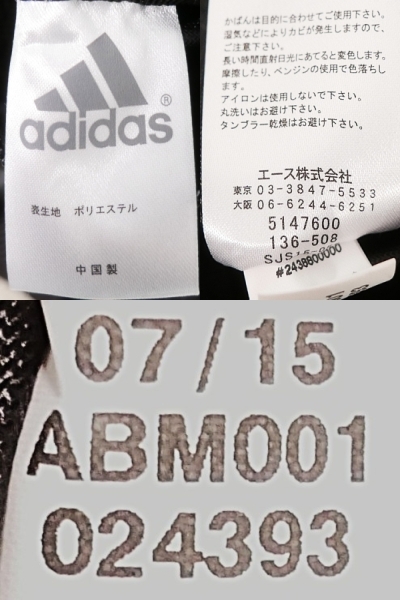 adidas®
表生地 ポリエステル
中国製
かばんは目的に合わせてご使用下さい。
湿気などによりカビが発生しますので、
ご注意下さい。
長い時間直射日光にあてると変色します。
摩擦したり、ベンジンの使用で色落ちし
ます。
アイロンは使用しないで下さい。
丸洗いはお避け下さい。
タンブラー乾燥はお避け下さい。
エース株式会社
東京 03-3847-5533
大阪 06-6244-6251
5147600
136-508
#2438800000
07/15
ABM001
024393